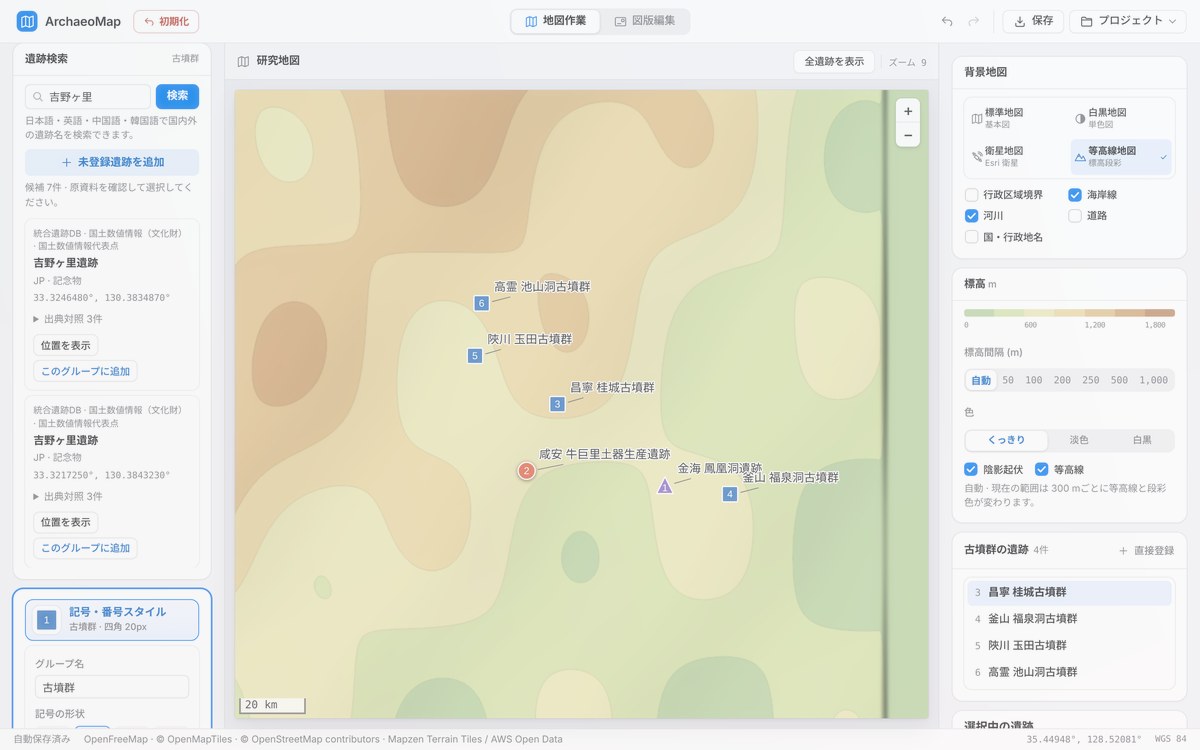 ArchaeoMap
初期化
地図作業
図版編集
保存
プロジェクト
遺跡検索
古墳群
吉野ヶ里
検索
日本語・英語・中国語・韓国語で国内外
の遺跡名を検索できます。
＋ 未登録遺跡を追加
候補 7件 · 原資料を確認して選択してく
ださい。
統合遺跡DB · 国土数値情報（文化財）
· 国土数値情報代表点
吉野ヶ里遺跡
JP · 記念物
33.3246480°, 130.3834870°
▶ 出典対照 3件
位置を表示
このグループに追加
統合遺跡DB · 国土数値情報（文化財）
· 国土数値情報代表点
吉野ヶ里遺跡
33.3217250°, 130.3843230°
▶ 出典対照 3件
位置を表示
このグループに追加
1
記号・番号スタイル
古墳群 · 四角 20px
グループ名
古墳群
記号の形状
研究地図
全遺跡を表示
ズーム 9
+
−
高霊 池山洞古墳群
6
陜川 玉田古墳群
5
昌寧 桂城古墳群
3
咸安 牛巨里土器生産遺跡
2
金海 鳳凰洞遺跡
1
釜山 福泉洞古墳群
4
20 km
背景地図
標準地図
基本図
白黒地図
単色図
衛星地図
Esri 衛星
等高線地図
標高段彩
行政区域境界
海岸線
河川
道路
国・行政地名
標高 m
0 600 1,200 1,800
標高間隔 (m)
自動 50 100 200 250 500 1,000
色
くっきり 淡色 白黒
陰影起伏
等高線
自動 · 現在の範囲は 300 mごとに等高線と段彩
色が変わります。
古墳群の遺跡 4件
＋ 直接登録
3 昌寧 桂城古墳群
4 釜山 福泉洞古墳群
5 陜川 玉田古墳群
6 高霊 池山洞古墳群
選択中の遺跡
自動保存済み
OpenFreeMap · © OpenMapTiles · © OpenStreetMap contributors · Mapzen Terrain Tiles / AWS Open Data
35.44948°, 128.52081°
WGS 84